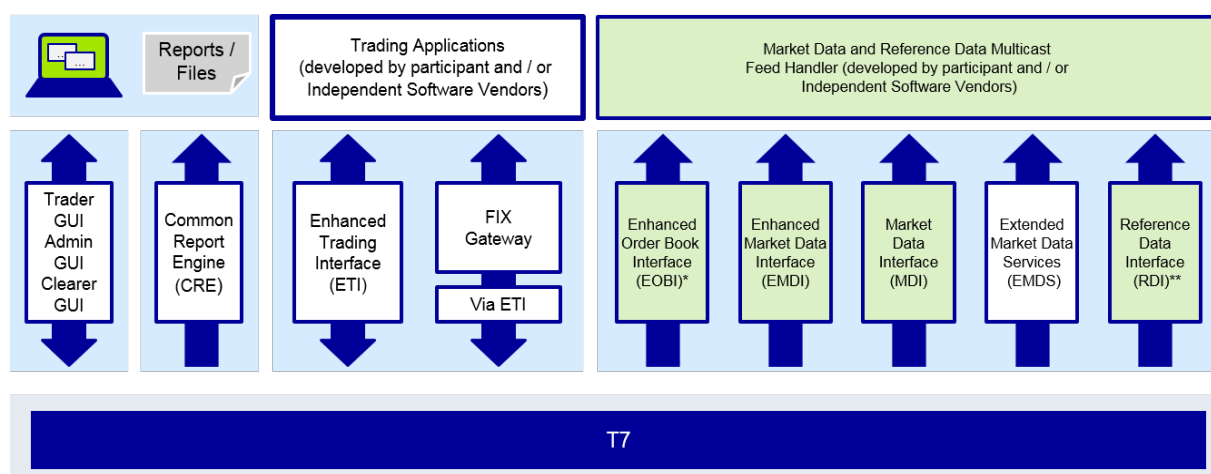 Reports /
Files
Trading Applications
(developed by participant and / or
Independent Software Vendors)
Market Data and Reference Data Multicast
Feed Handler (developed by participant and / or
Independent Software Vendors)
Trader
GUI
Admin
GUI
Clearer
GUI
Common
Report
Engine
(CRE)
Enhanced
Trading
Interface
(ETI)
FIX
Gateway
Via ETI
Enhanced
Order Book
Interface
(EOBI)*
Enhanced
Market Data
Interface
(EMDI)
Market
Data
Interface
(MDI)
Extended
Market Data
Services
(EMDS)
Reference
Data
Interface
(RDI)**
T7